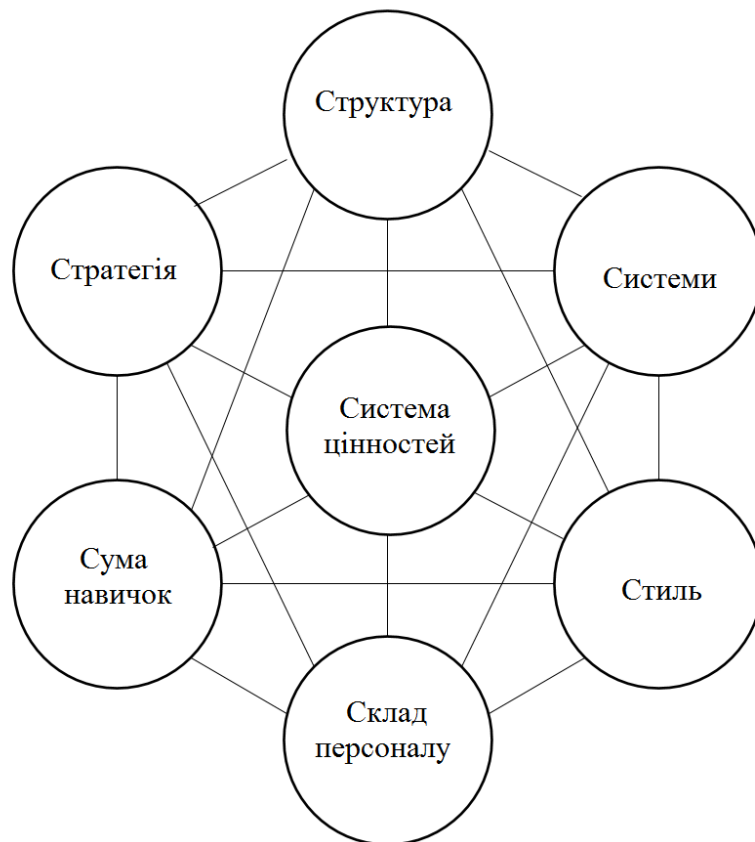 Структура
Стратегія
Системи
Система
цінностей
Сума
навичок
Стиль
Склад
персоналу